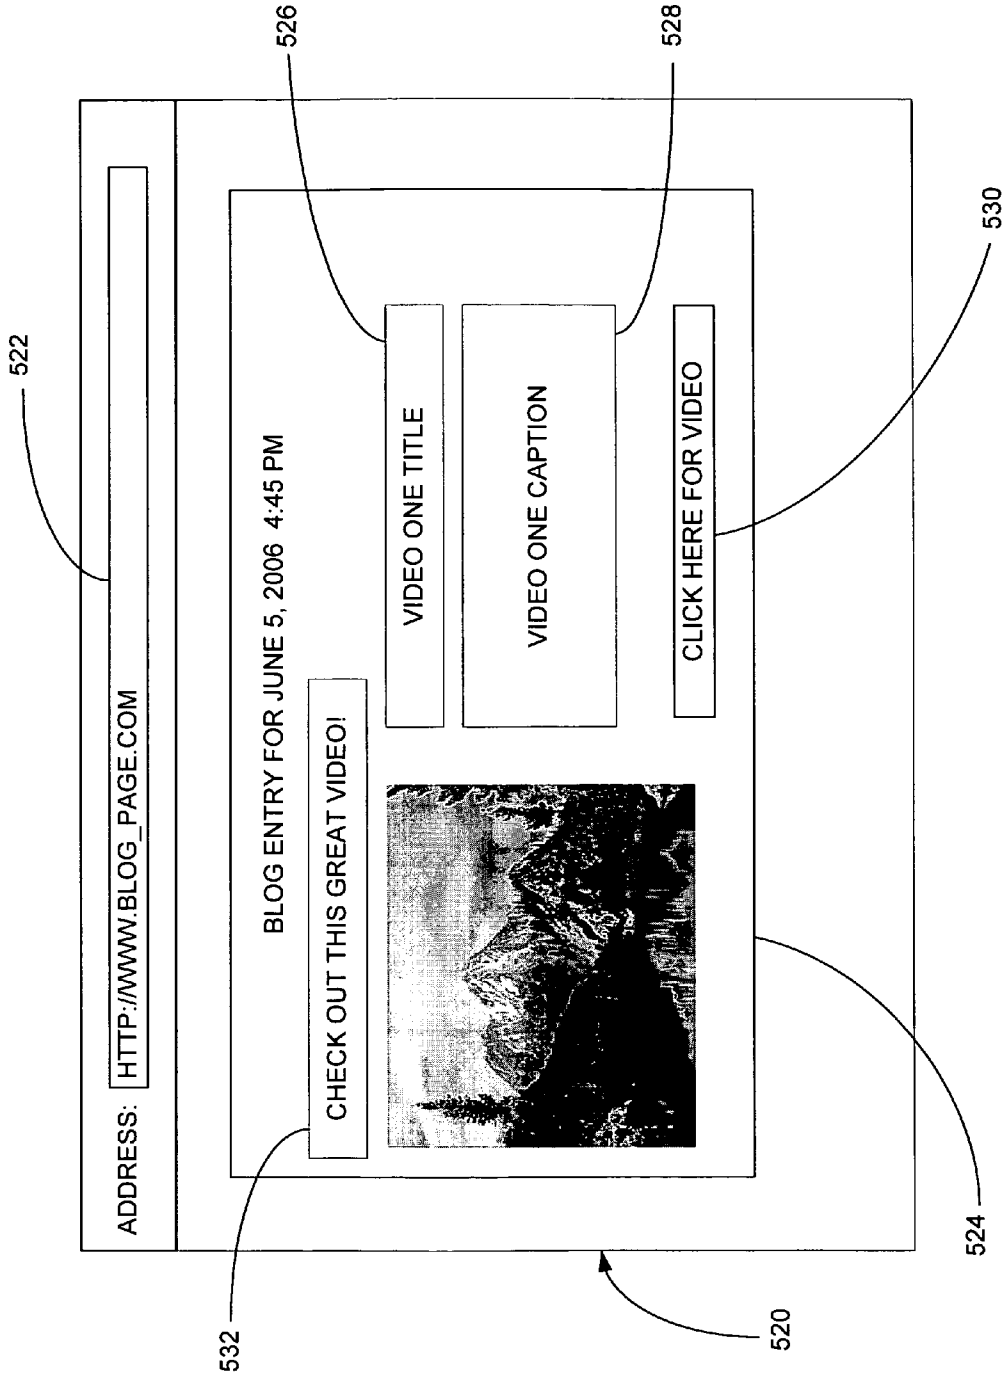 522
ADDRESS: HTTP://WWW.BLOG_PAGE.COM
526
BLOG ENTRY FOR JUNE 5, 2006 4:45 PM
532
CHECK OUT THIS GREAT VIDEO!
VIDEO ONE TITLE
VIDEO ONE CAPTION
528
CLICK HERE FOR VIDEO
520
524
530